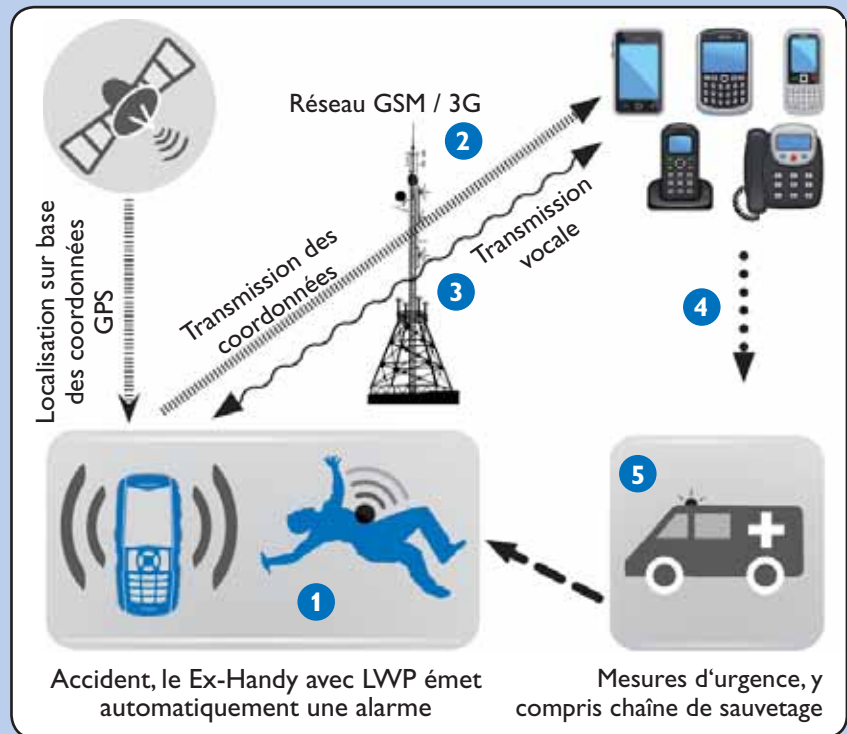 Réseau GSM / 3G
2
Localisation sur base
des coordonnées
GPS
Transmission des
coordonnées
3
Transmission
vocale
4
1
5
Accident, le Ex-Handy avec LWP émet
automatiquement une alarme
Mesures d‘urgence, y
compris chaîne de sauvetage